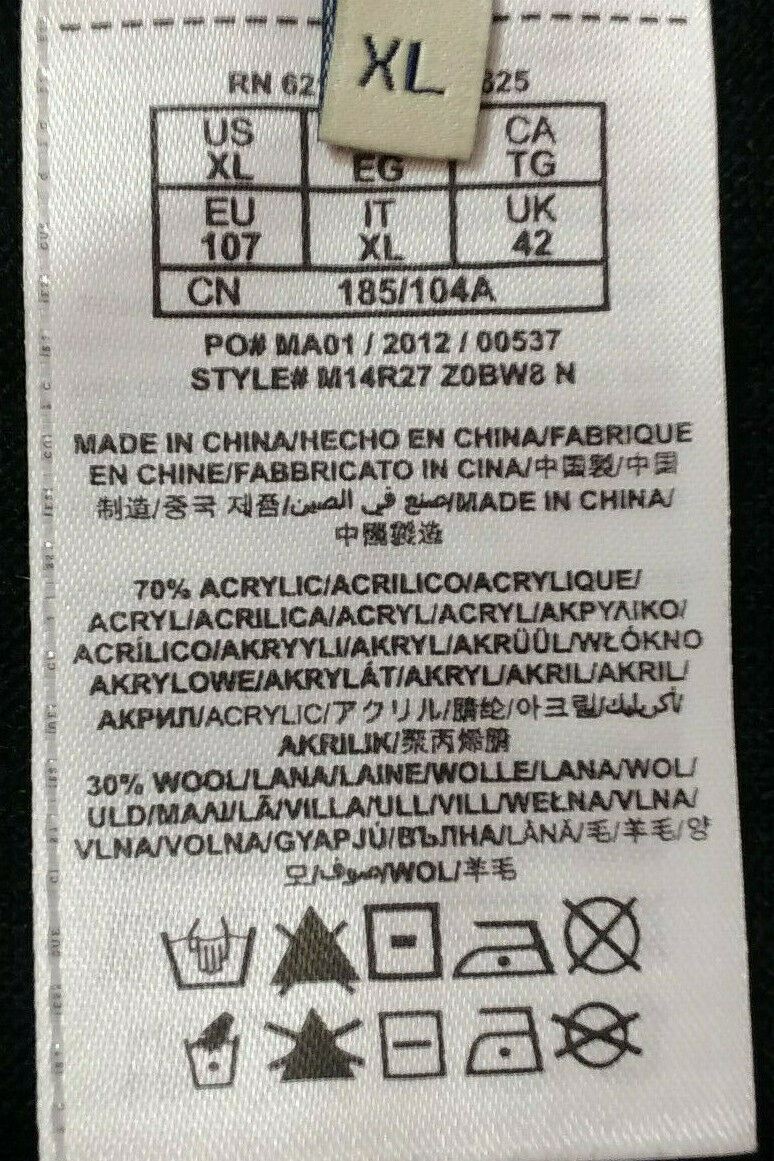 XL
RN 62 825
US CA
XL EG TG
EU IT UK
107 XL 42
CN 185/104A
PO# MA01 / 2012 / 00537
STYLE# M14R27 Z0BW8 N
MADE IN CHINA/HECHO EN CHINA/FABRIQUE
EN CHINE/FABBRICATO IN CINA/中国製/中国
制造/중국 제품/صنع في الصين/MADE IN CHINA/
中國製造
70% ACRYLIC/ACRILICO/ACRYLIQUE/
ACRYL/ACRILICA/ACRYL/ACRYL/ΑΚΡΥΛΙΚΟ/
ACRÍLICO/AKRYYLI/AKRYL/AKRÜÜL/WŁÓKNO
AKRYLOWE/AKRYLÁT/AKRYL/AKRIL/AKRIL/
АКРИЛ/ACRYLIC/アクリル/腈纶/아크릴/أكريليك/
AKRILIK/聚丙烯腈
30% WOOL/LANA/LAINE/WOLLE/LANA/WOL/
ULD/ΜΑΛΛΙ/LÃ/VILLA/ULL/VILL/WEŁNA/VLNA/
VLNA/VOLNA/GYAPJÚ/ВЪЛНА/LÂNĂ/毛/羊毛/양
모/صوف/WOL/羊毛